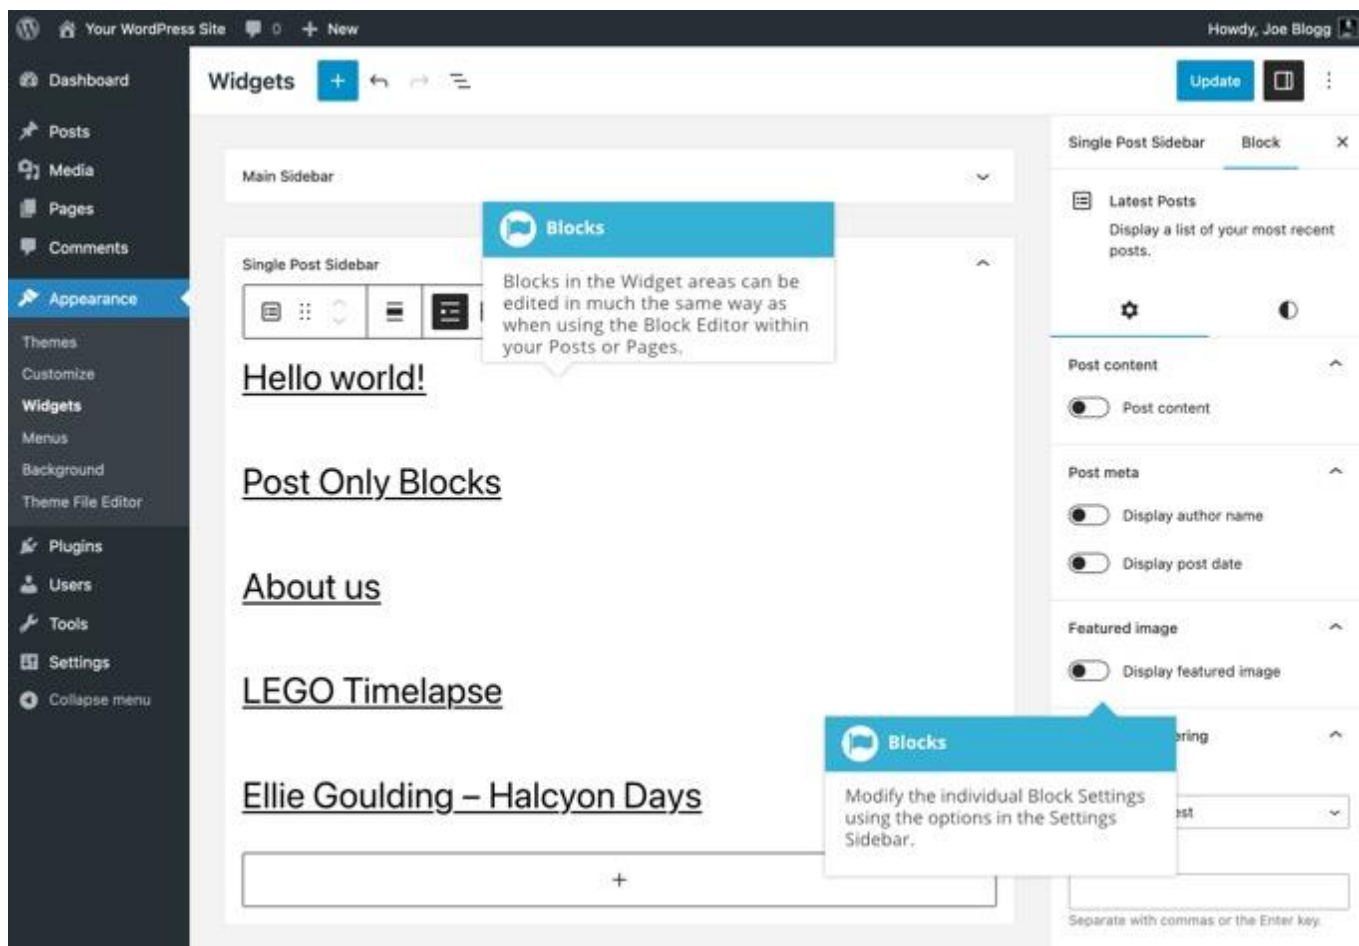 Your WordPress Site 0 New
Howdy, Joe Blogg
Dashboard
Posts
Media
Pages
Comments
Appearance
Themes
Customize
Widgets
Menus
Background
Theme File Editor
Plugins
Users
Tools
Settings
Collapse menu
Widgets
Update
Main Sidebar
Single Post Sidebar
Blocks
Blocks in the Widget areas can be
edited in much the same way as
when using the Block Editor within
your Posts or Pages.
Hello world!
Post Only Blocks
About us
LEGO Timelapse
Ellie Goulding – Halcyon Days
Single Post Sidebar Block
Latest Posts
Display a list of your most recent
posts.
Post content
Post content
Post meta
Display author name
Display post date
Featured image
Display featured image
Blocks
Modify the individual Block Settings
using the options in the Settings
Sidebar.
Separate with commas or the Enter key.